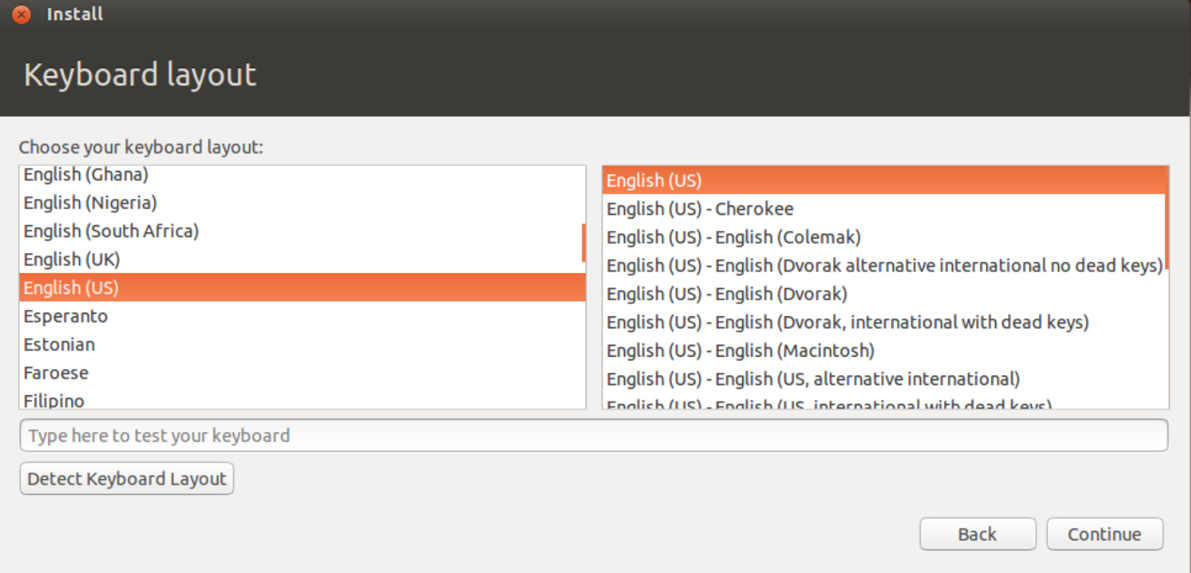 Install
Keyboard layout
Choose your keyboard layout:
English (Ghana)
English (Nigeria)
English (South Africa)
English (UK)
English (US)
Esperanto
Estonian
Faroese
Filipino
English (US)
English (US) - Cherokee
English (US) - English (Colemak)
English (US) - English (Dvorak alternative international no dead keys)
English (US) - English (Dvorak)
English (US) - English (Dvorak, international with dead keys)
English (US) - English (Macintosh)
English (US) - English (US, alternative international)
English (US) - English (US, international with dead keys)
Type here to test your keyboard
Detect Keyboard Layout
Back
Continue